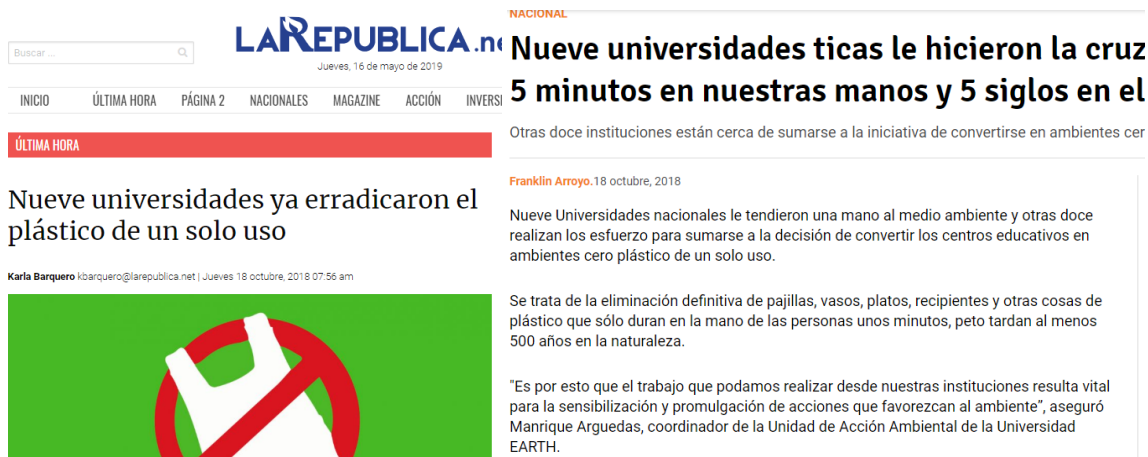 Buscar ...
LAREPUBLICA.ne
Jueves, 16 de mayo de 2019
INICIO ÚLTIMA HORA PÁGINA 2 NACIONALES MAGAZINE ACCIÓN INVERSI
ÚLTIMA HORA
Nueve universidades ya erradicaron el
plástico de un solo uso
Karla Barquero kbarquero@larepublica.net | Jueves 18 octubre, 2018 07:56 am
NACIONAL
Nueve universidades ticas le hicieron la cruz
5 minutos en nuestras manos y 5 siglos en el
Otras doce instituciones están cerca de sumarse a la iniciativa de convertirse en ambientes cer
Franklin Arroyo. 18 octubre, 2018
Nueve Universidades nacionales le tendieron una mano al medio ambiente y otras doce
realizan los esfuerzo para sumarse a la decisión de convertir los centros educativos en
ambientes cero plástico de un solo uso.
Se trata de la eliminación definitiva de pajillas, vasos, platos, recipientes y otras cosas de
plástico que sólo duran en la mano de las personas unos minutos, peto tardan al menos
500 años en la naturaleza.
"Es por esto que el trabajo que podamos realizar desde nuestras instituciones resulta vital
para la sensibilización y promulgación de acciones que favorezcan al ambiente", aseguró
Manrique Arguedas, coordinador de la Unidad de Acción Ambiental de la Universidad
EARTH.